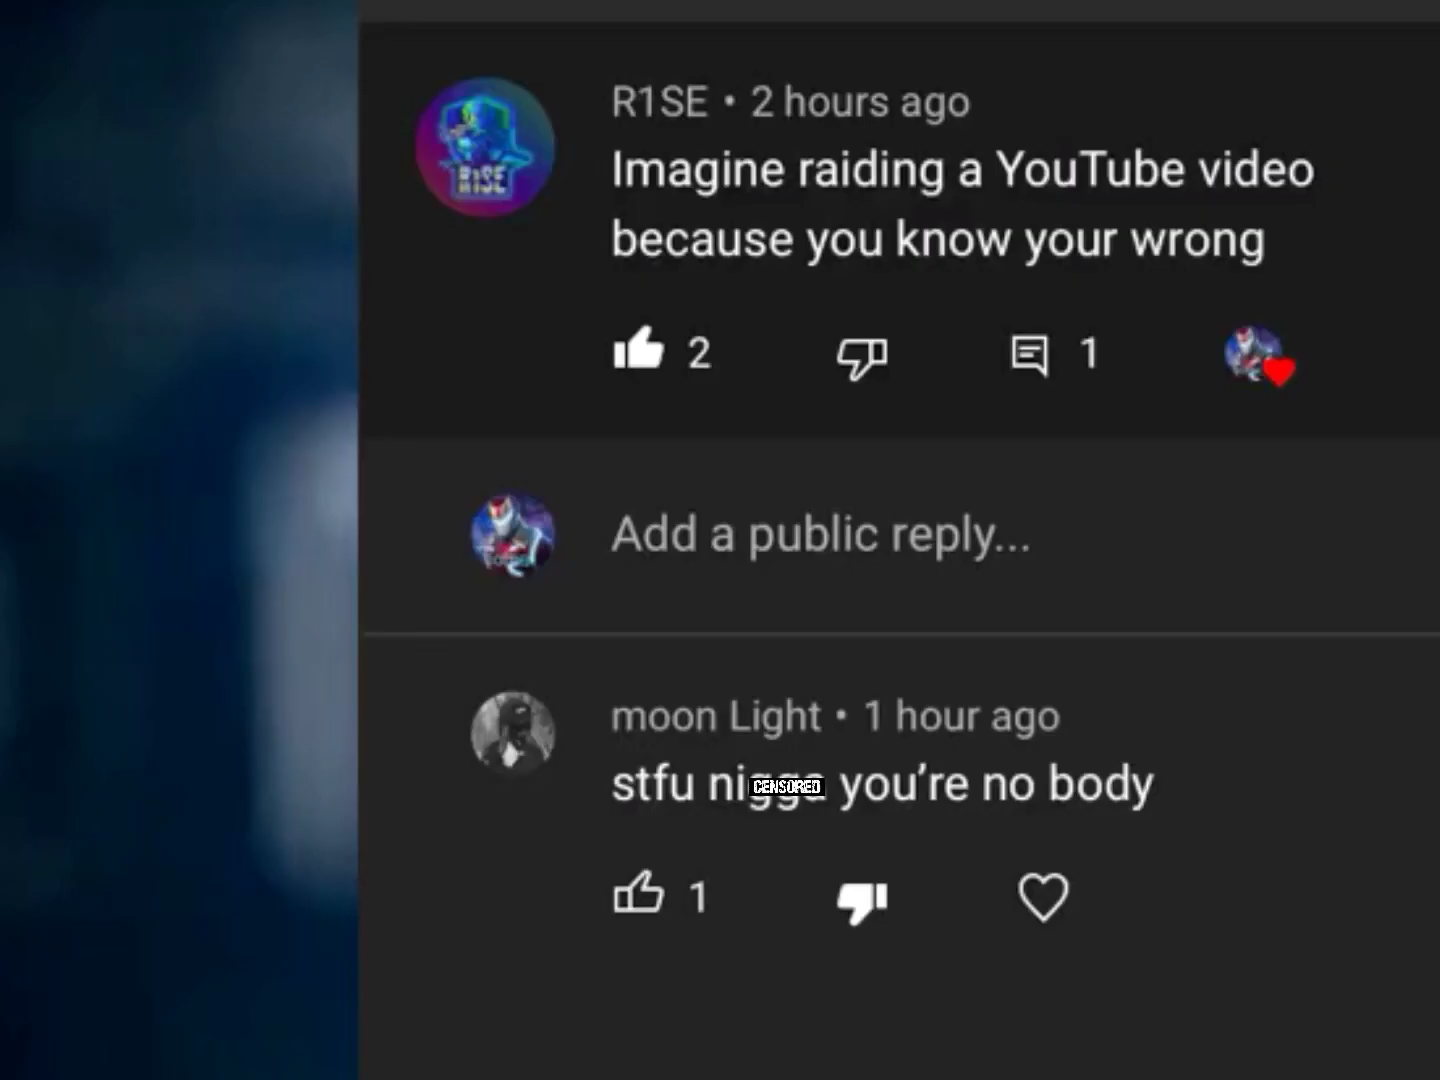 R1SE
R1SE • 2 hours ago
Imagine raiding a YouTube video
because you know your wrong
2
1
Add a public reply...
moon Light • 1 hour ago
stfu ni CENSORED you’re no body
1